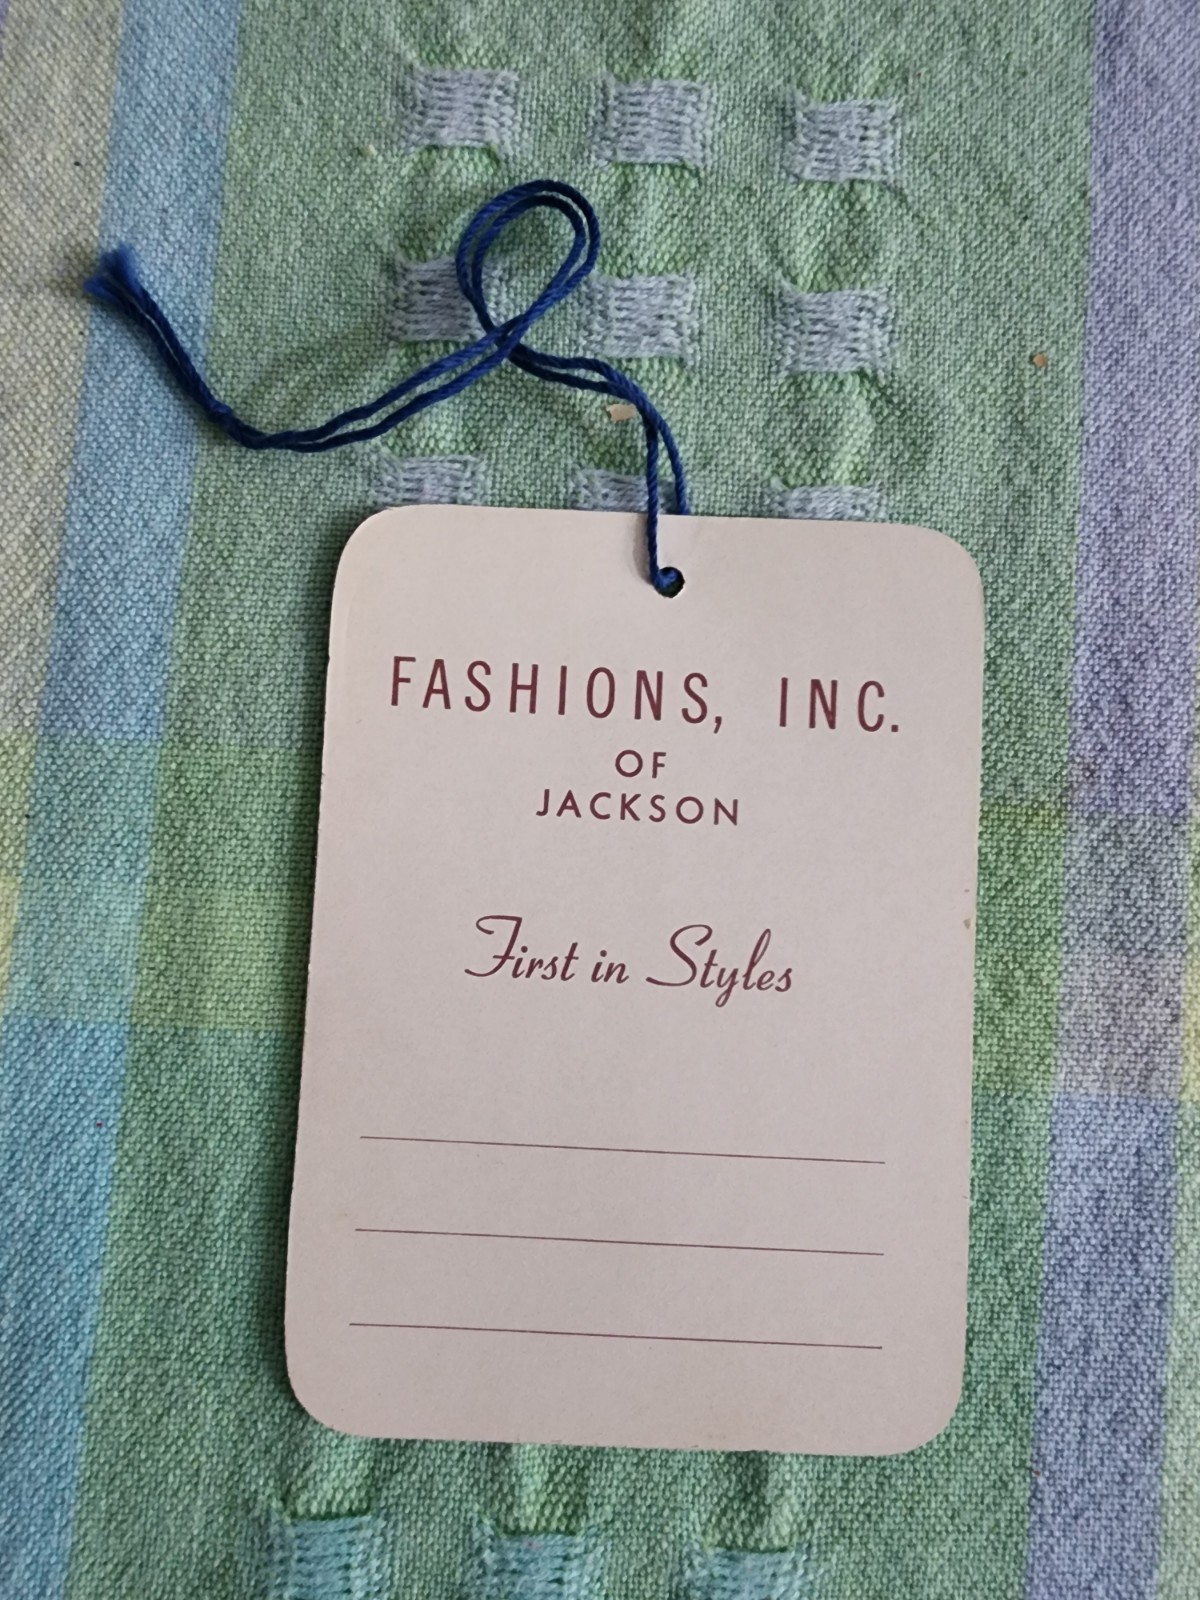 FASHIONS, INC.
OF
JACKSON
First in Styles